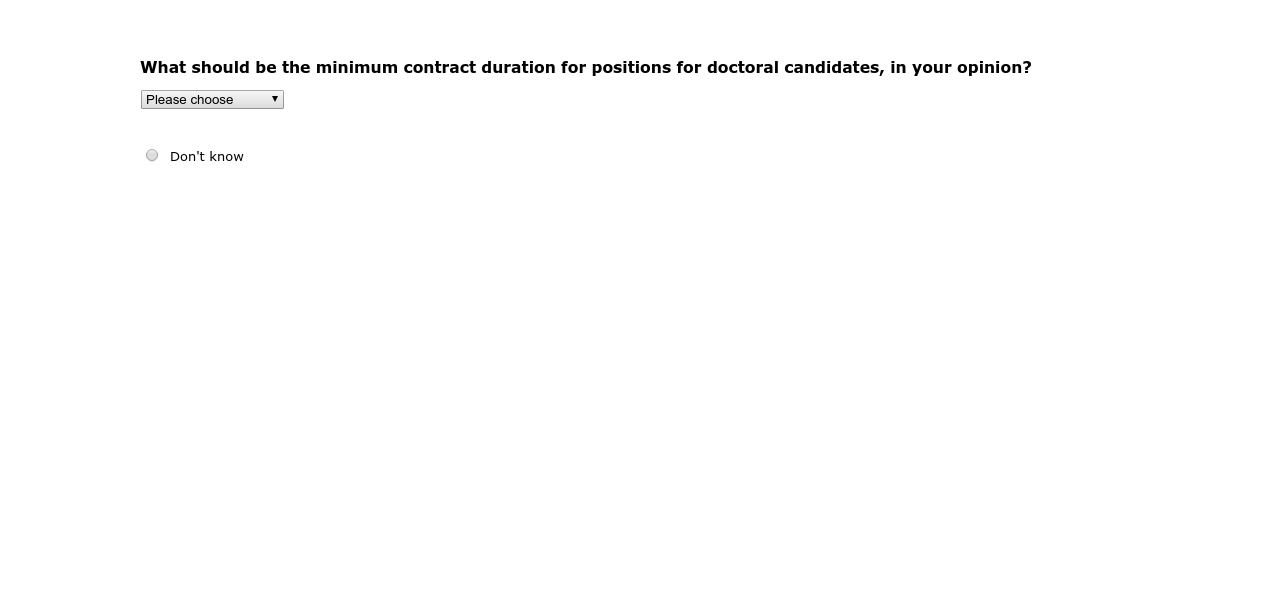 What should be the minimum contract duration for positions for doctoral candidates, in your opinion?
Please choose
Don't know